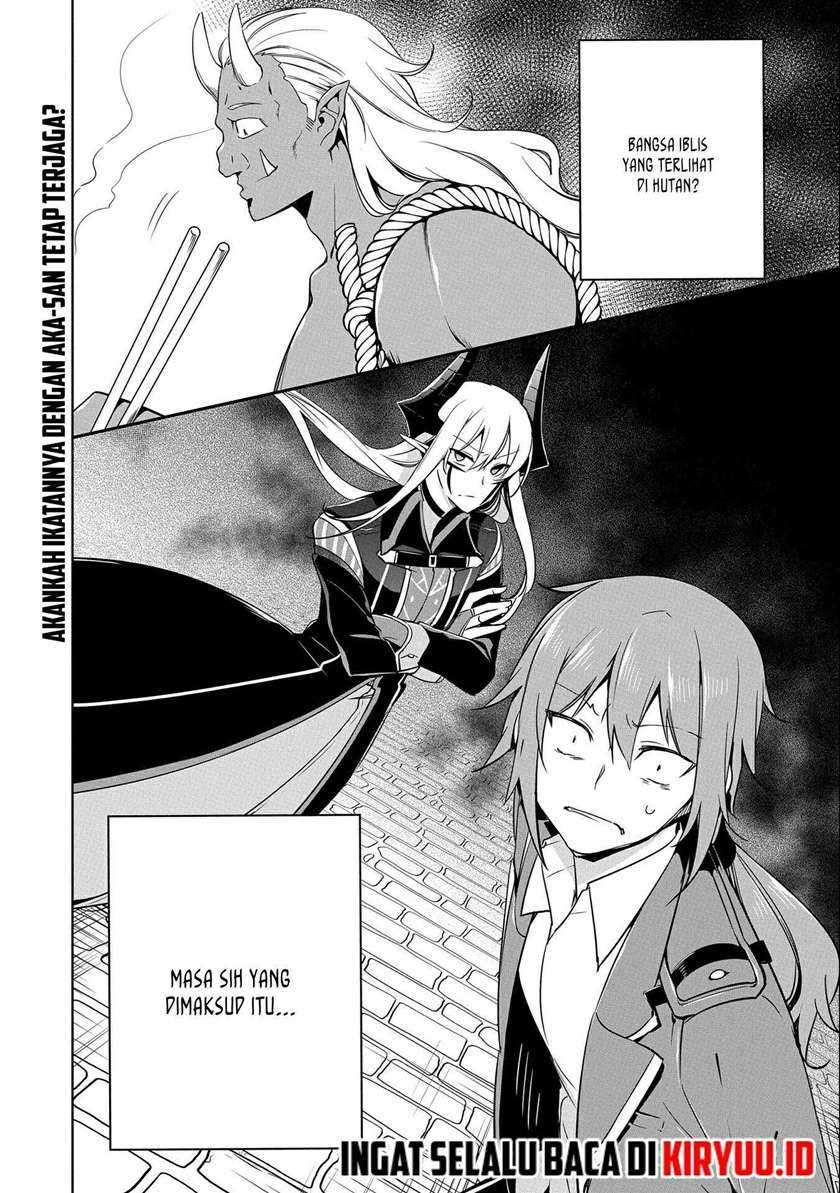 BANGSA IBLIS
YANG TERLIHAT
DI HUTAN?
AKANKAH IKATANNYA DENGAN AKA-SAN TETAP TERJAGA?
MASA SIH YANG
DIMAKSUD ITU...
INGAT SELALU BACA DI KIRYUU.ID